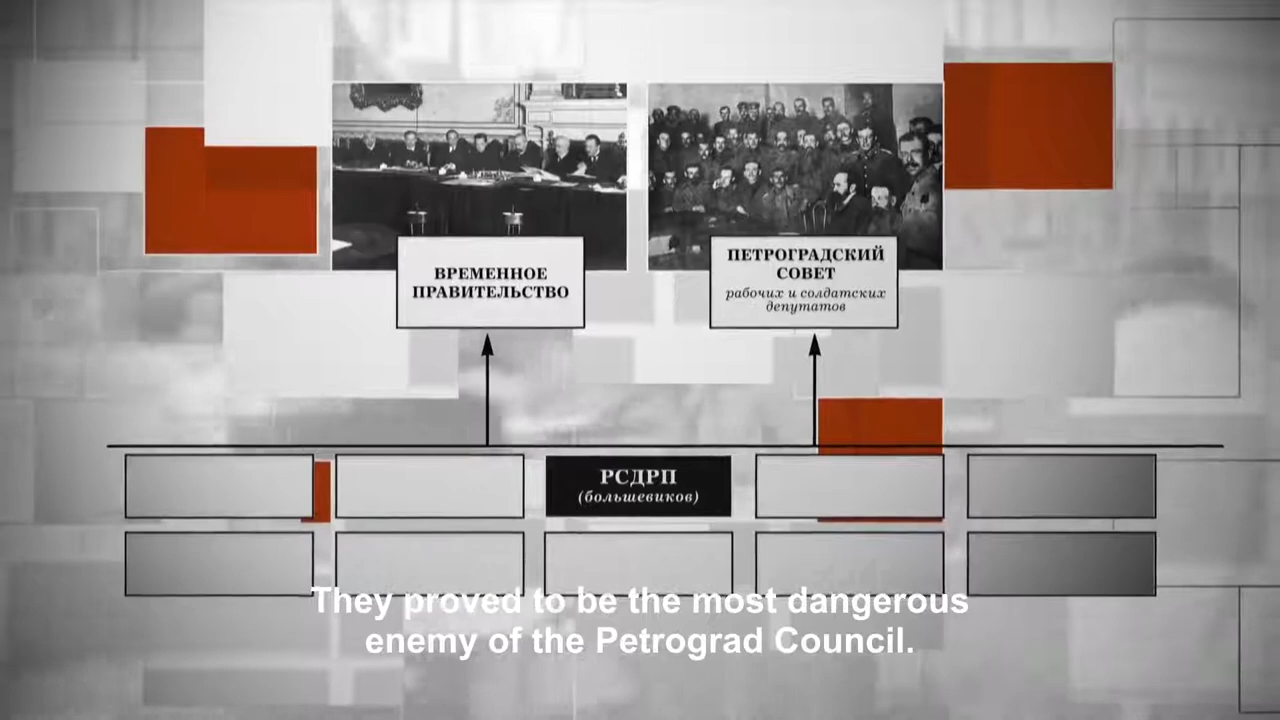 ВРЕМЕННОЕ
ПРАВИТЕЛЬСТВО
ПЕТРОГРАДСКИЙ
СОВЕТ
рабочих и солдатских
депутатов
РСДРП
(большевиков)
They proved to be the most dangerous
enemy of the Petrograd Council.